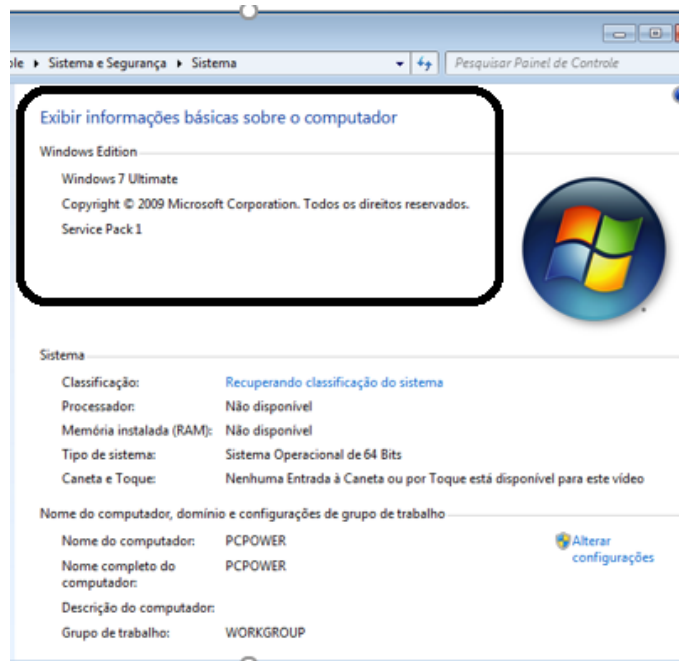 ole ▸ Sistema e Segurança ▸ Sistema
Pesquisar Painel de Controle
Exibir informações básicas sobre o computador
Windows Edition
Windows 7 Ultimate
Copyright © 2009 Microsoft Corporation. Todos os direitos reservados.
Service Pack 1
Sistema
Classificação: Recuperando classificação do sistema
Processador: Não disponível
Memória instalada (RAM): Não disponível
Tipo de sistema: Sistema Operacional de 64 Bits
Caneta e Toque: Nenhuma Entrada à Caneta ou por Toque está disponível para este vídeo
Nome do computador, domínio e configurações de grupo de trabalho
Nome do computador: PCPOWER
Alterar
configurações
Nome completo do
computador: PCPOWER
Descrição do computador:
Grupo de trabalho: WORKGROUP